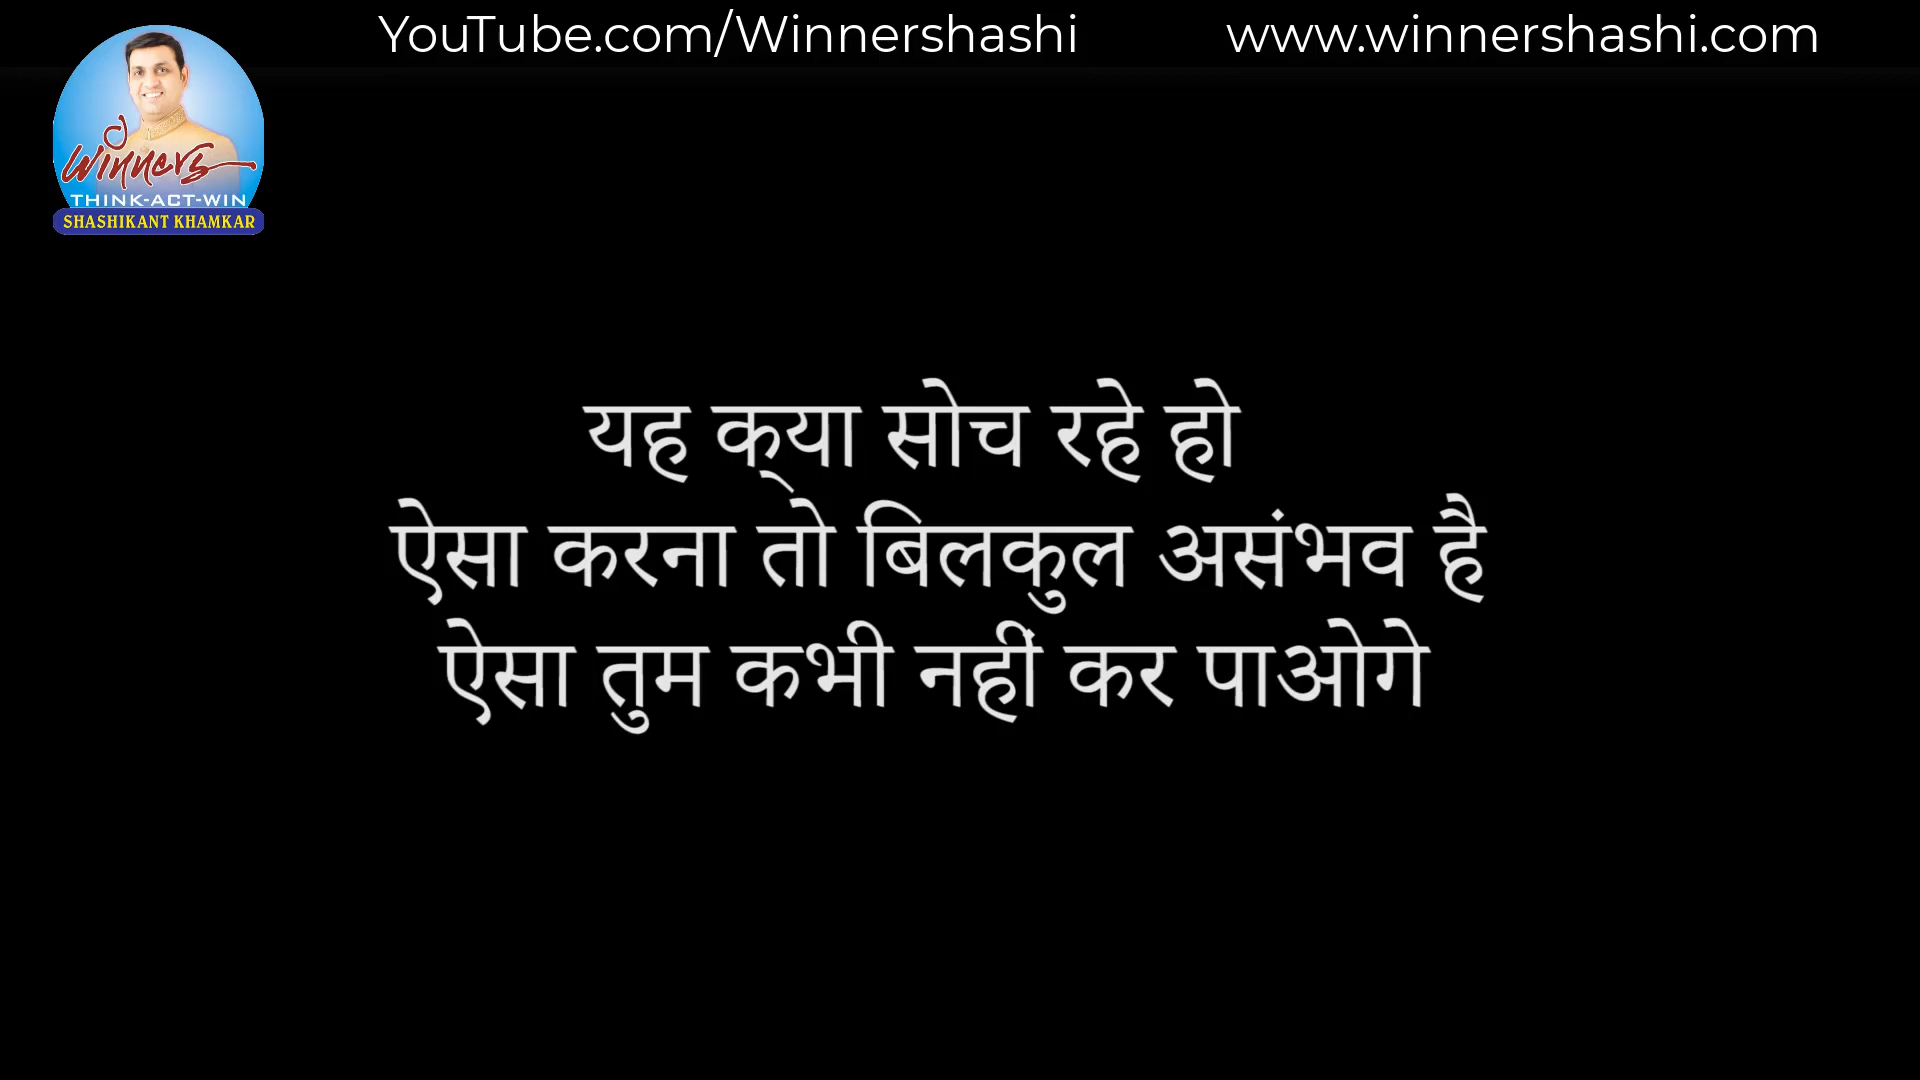 YouTube.com/Winnershashi
www.winnershashi.com
Winners
THINK-ACT-WIN
SHASHIKANT KHAMKAR
यह क्‌या सोच रहे हो
ऐसा करना तो बिलकुल असंभव है
ऐसा तुम कभी नहीं कर पाओगे